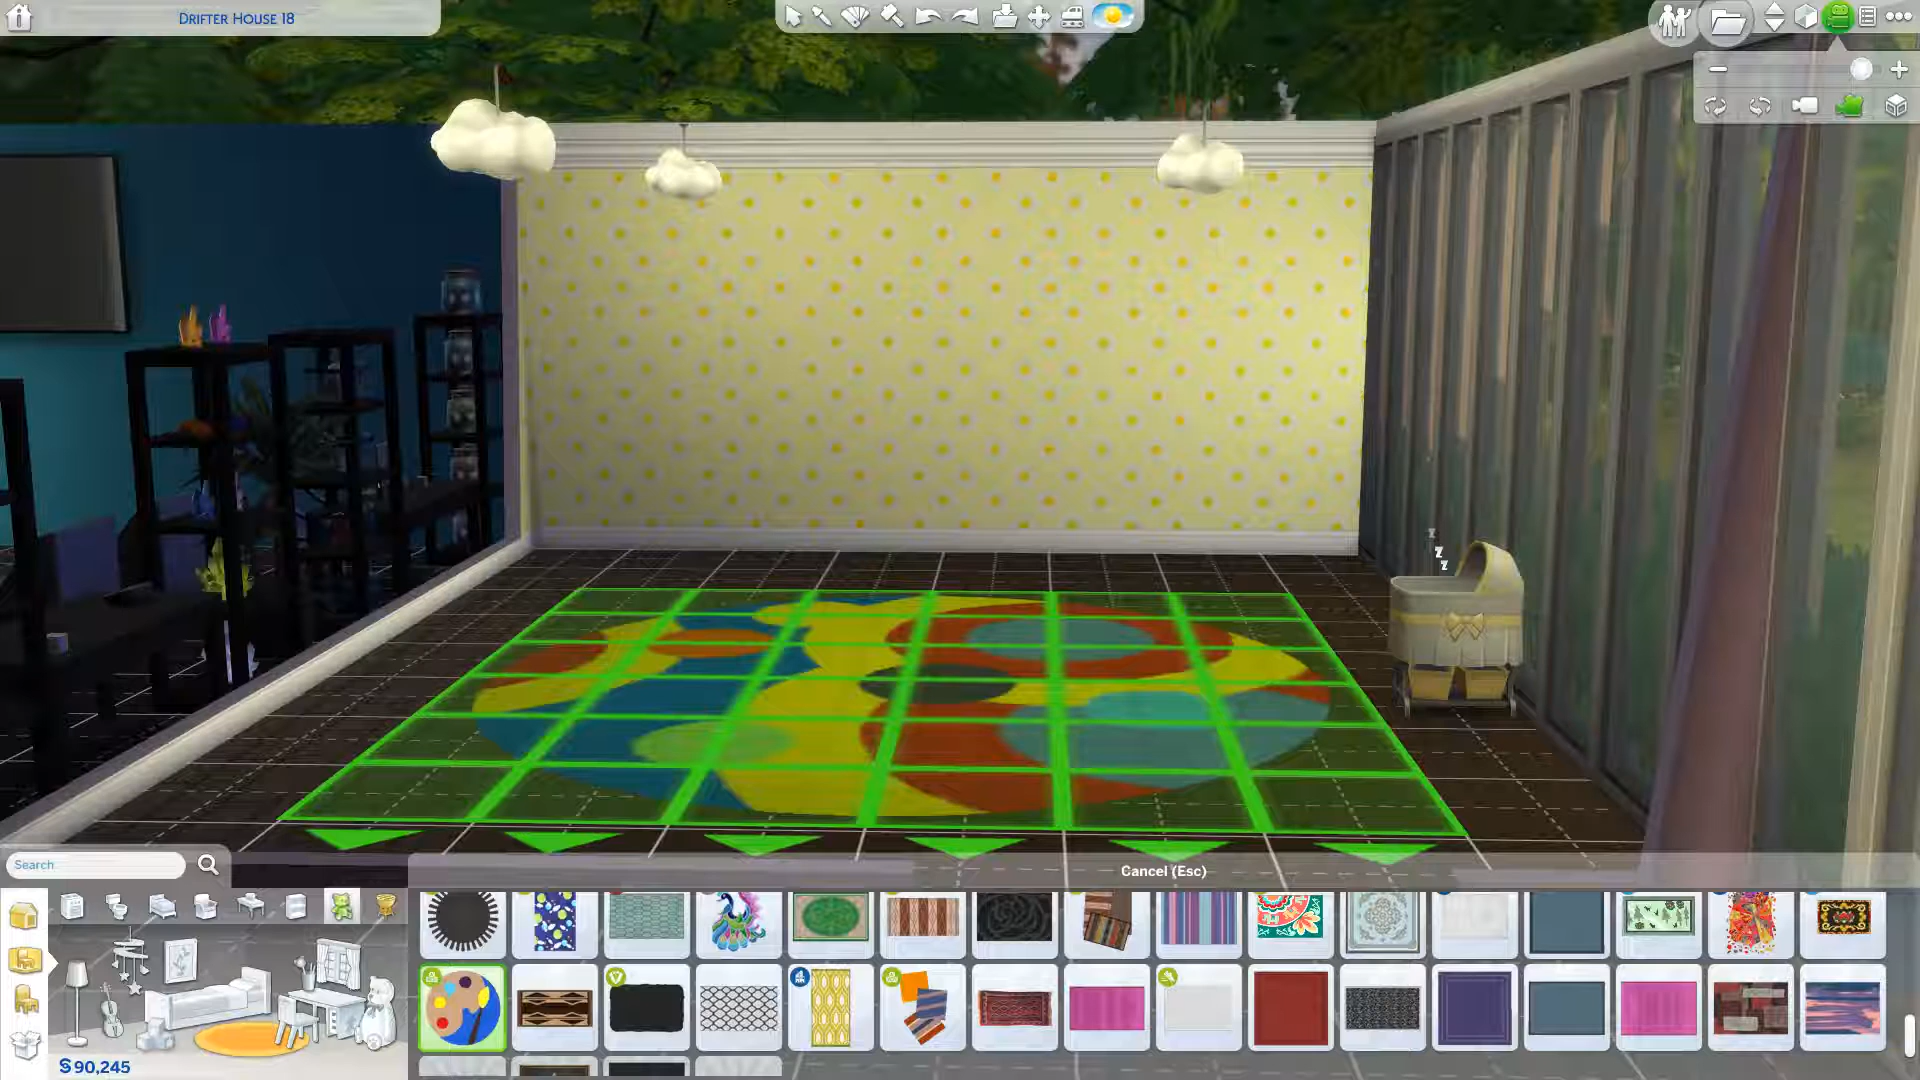 DRIFTER HOUSE 18
z
z
z
Search
Cancel (Esc)
§90,245